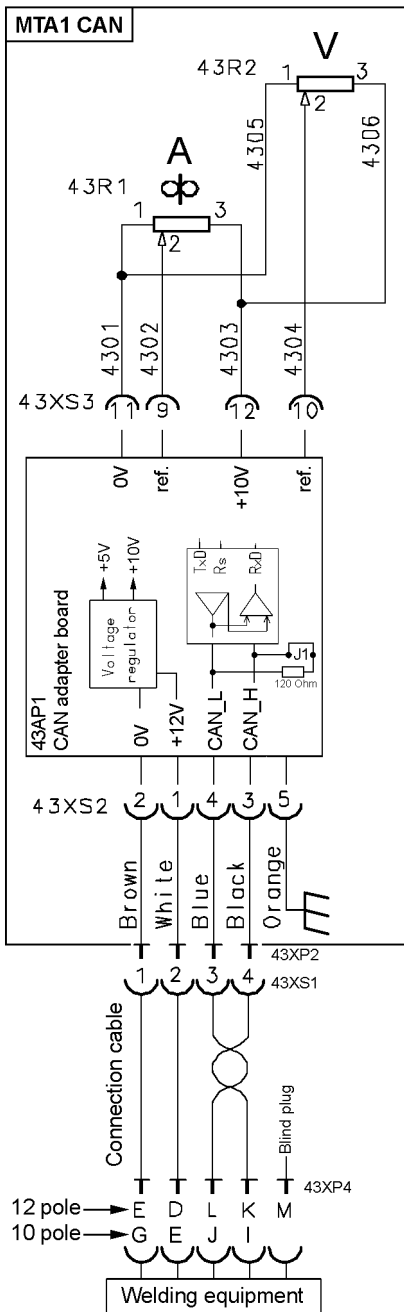 MTA1 CAN
V
43R2
1
3
2
4305
4306
A
43R1
1
3
2
4301
4302
4303
4304
43XS3
11
9
12
10
0V
ref.
+10V
ref.
+5V
+10V
Voltage
regulator
TxD
Rs
RxD
J1
120 Ohm
43AP1
CAN adapter board
0V
+12V
CAN_L
CAN_H
43XS2
2
1
4
3
5
Brown
White
Blue
Black
Orange
43XP2
1
2
3
4
43XS1
Connection cable
Blind plug
43XP4
12 pole
E
D
L
K
M
10 pole
G
E
J
I
Welding equipment